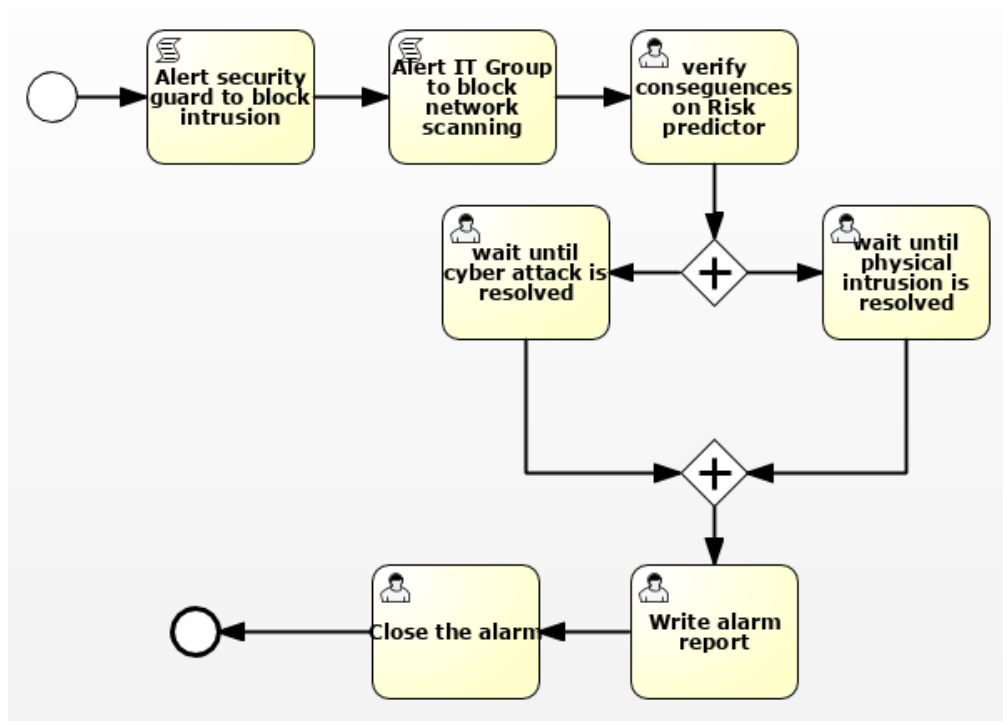 Alert security
guard to block
intrusion
Alert IT Group
to block
network
scanning
verify
conseguences
on Risk
predictor
wait until
cyber attack is
resolved
wait until
physical
intrusion is
resolved
Close the alarm
Write alarm
report